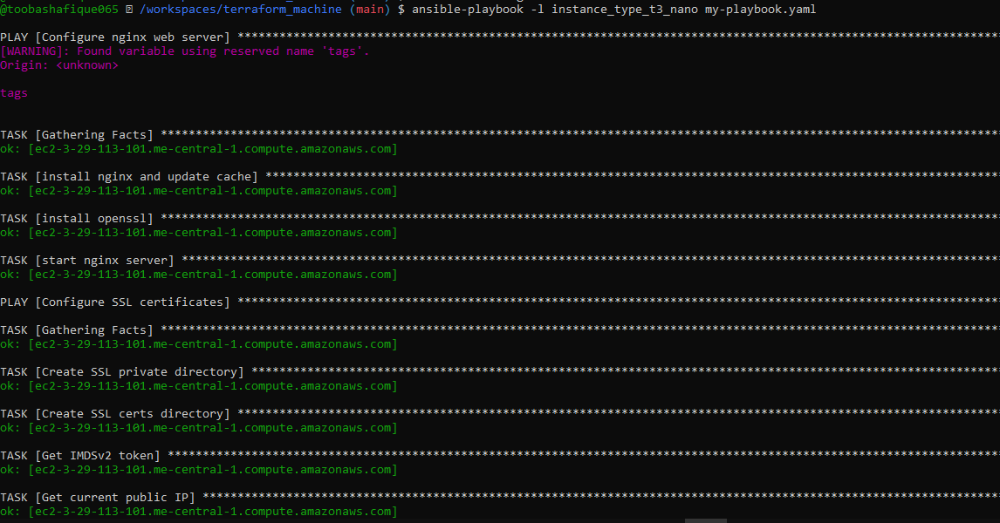 @toobashafique065 /workspaces/terraform_machine (main) $ ansible-playbook -l instance_type_t3_nano my-playbook.yaml
PLAY [Configure nginx web server] *************************************************************************************************************
[WARNING]: Found variable using reserved name 'tags'.
Origin: <unknown>
tags
TASK [Gathering Facts] ************************************************************************************************************************
ok: [ec2-3-29-113-101.me-central-1.compute.amazonaws.com]
TASK [install nginx and update cache] *********************************************************************************************************
ok: [ec2-3-29-113-101.me-central-1.compute.amazonaws.com]
TASK [install openssl] ************************************************************************************************************************
ok: [ec2-3-29-113-101.me-central-1.compute.amazonaws.com]
TASK [start nginx server] *********************************************************************************************************************
ok: [ec2-3-29-113-101.me-central-1.compute.amazonaws.com]
PLAY [Configure SSL certificates] *************************************************************************************************************
TASK [Gathering Facts] ************************************************************************************************************************
ok: [ec2-3-29-113-101.me-central-1.compute.amazonaws.com]
TASK [Create SSL private directory] ***********************************************************************************************************
ok: [ec2-3-29-113-101.me-central-1.compute.amazonaws.com]
TASK [Create SSL certs directory] *************************************************************************************************************
ok: [ec2-3-29-113-101.me-central-1.compute.amazonaws.com]
TASK [Get IMDSv2 token] ***********************************************************************************************************************
ok: [ec2-3-29-113-101.me-central-1.compute.amazonaws.com]
TASK [Get current public IP] ******************************************************************************************************************
ok: [ec2-3-29-113-101.me-central-1.compute.amazonaws.com]